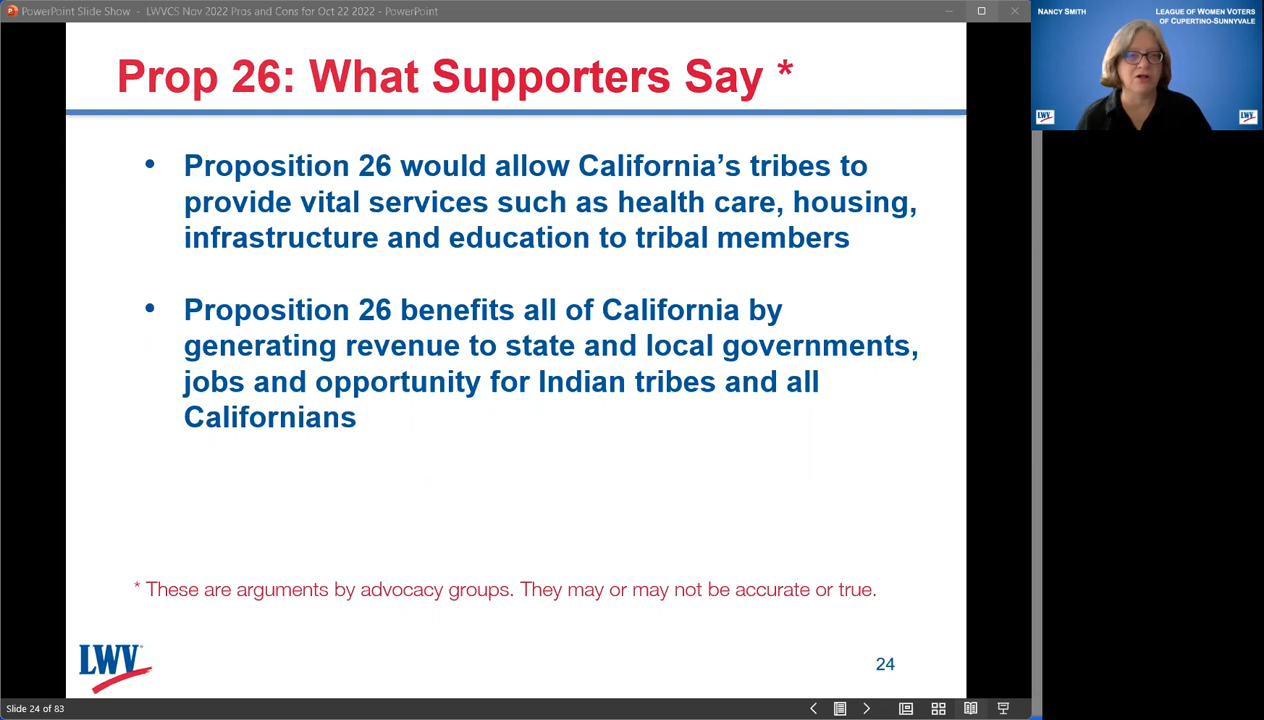 PowerPoint Slide Show - LWVCS Nov 2022 Pros and Cons for Oct 22 2022 - PowerPoint
NANCY SMITH
LEAGUE OF WOMEN VOTERS
OF CUPERTINO-SUNNYVALE
LWV
LWV
Prop 26: What Supporters Say *
• Proposition 26 would allow California’s tribes to
provide vital services such as health care, housing,
infrastructure and education to tribal members
• Proposition 26 benefits all of California by
generating revenue to state and local governments,
jobs and opportunity for Indian tribes and all
Californians
* These are arguments by advocacy groups. They may or may not be accurate or true.
LWV
24
Slide 24 of 83